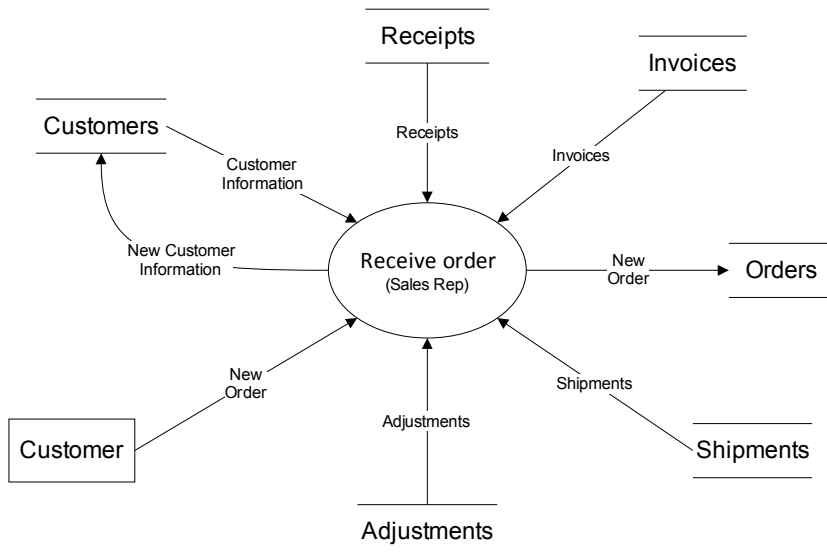 Receipts
Invoices
Customers
Receipts
Invoices
Customer
Information
New Customer
Information
Receive order
(Sales Rep)
New
Order
Orders
New
Order
Shipments
Adjustments
Customer
Shipments
Adjustments